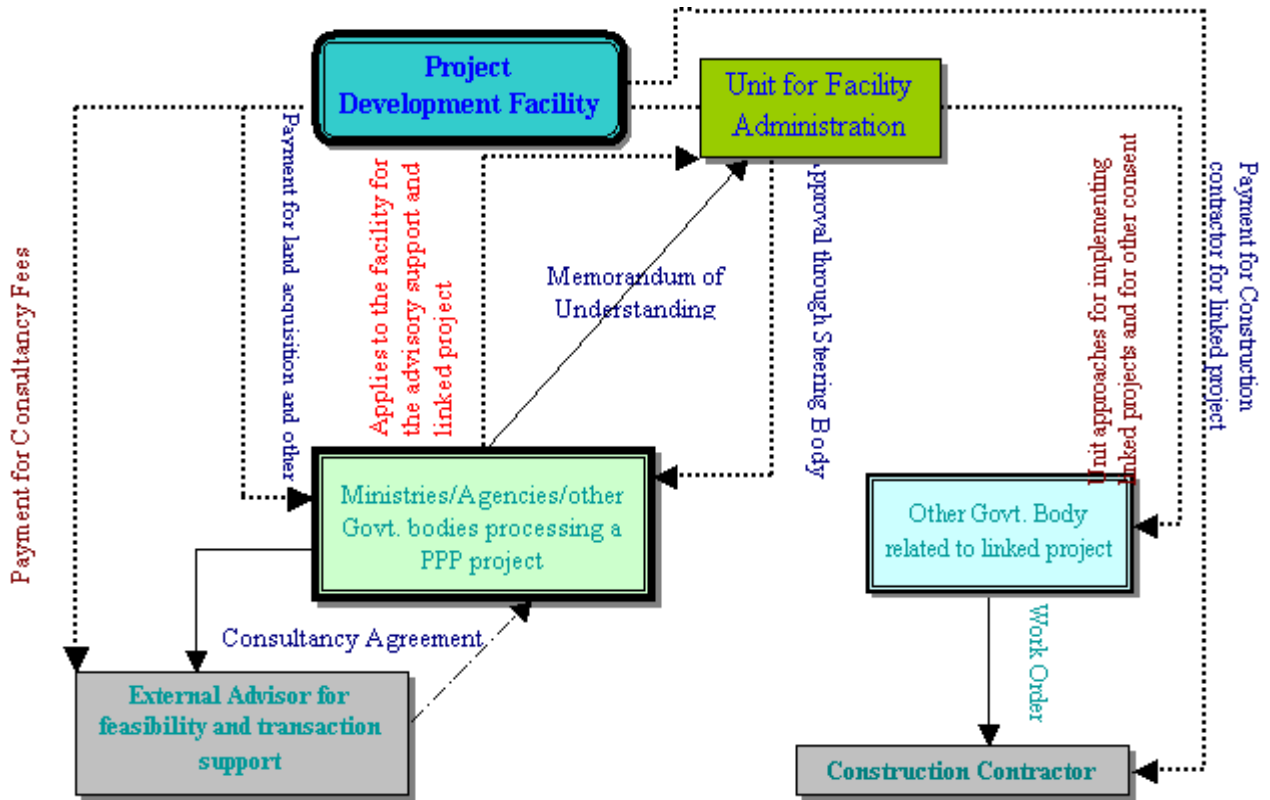 Project
Development Facility
Unit for Facility
Administration
Payment for Consultancy Fees
Payment for land acquisition and other
Applies to the facility for
the advisory support and
linked project
Memorandum of
Understanding
pproval through Steering Body
Unit approaches for implementing
linked projects and for other consent
Payment for Construction
contractor for linked project
Ministries/Agencies/other
Govt. bodies processing a
PPP project
Other Govt. Body
related to linked project
Consultancy Agreement
Work Order
External Advisor for
feasibility and transaction
support
Construction Contractor